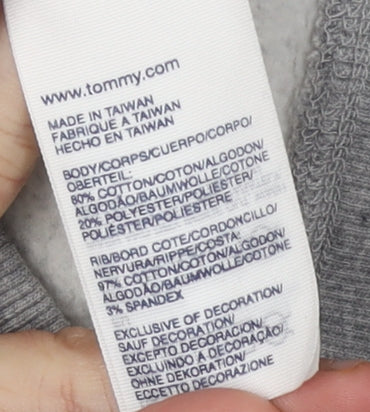 www.tommy.com
MADE IN TAIWAN
FABRIQUE A TAIWAN
HECHO EN TAIWAN
BODY/CORPS/CUERPO/CORPO/
OBERTEIL:
80% COTTON/COTON/ALGODON/
ALGODÃO/BAUMWOLLE/COTONE
20% POLYESTER/POLIESTER/
POLIÉSTER/POLIESTERE
RIB/BORD COTE/CORDONCILLO/
NERVURA/RIPPE/COSTA:
97% COTTON/COTON/ALGODON/
ALGODÃO/BAUMWOLLE/COTONE
3% SPANDEX
EXCLUSIVE OF DECORATION/
SAUF DECORATION/
EXCEPTO DECORACION/
EXCLUINDO A DECORAÇÃO/
OHNE DEKORATION/
ECCETTO DECORAZIONE